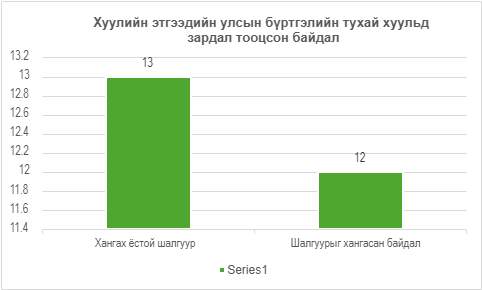 Хуулийн этгээдийн улсын бүртгэлийн тухай хуульд
зардал тооцсон байдал
13.2
13
12.8
12.6
12.4
12.2
12
11.8
11.6
11.4
13
12
Хангах ёстой шалгуур
Шалгуурыг хангасан байдал
Series1